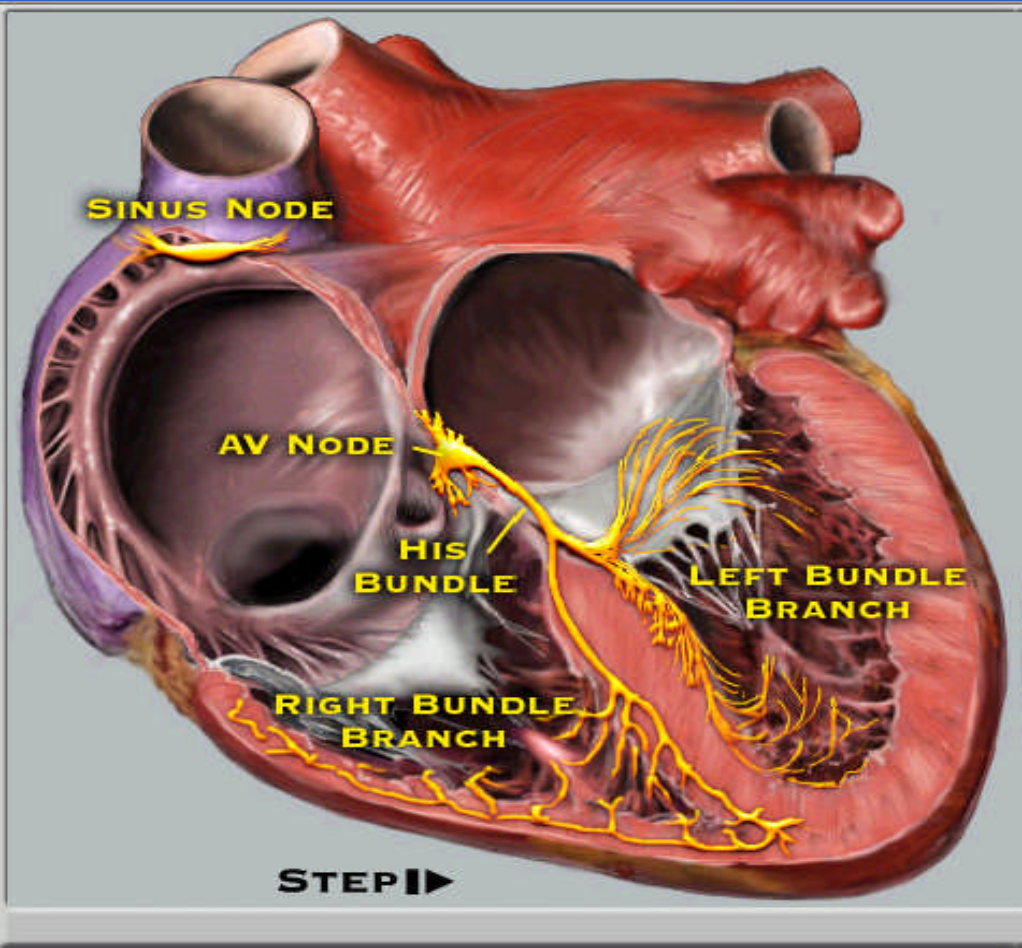 SINUS NODE
AV NODE
HIS
BUNDLE
LEFT BUNDLE
BRANCH
RIGHT BUNDLE
BRANCH
STEP